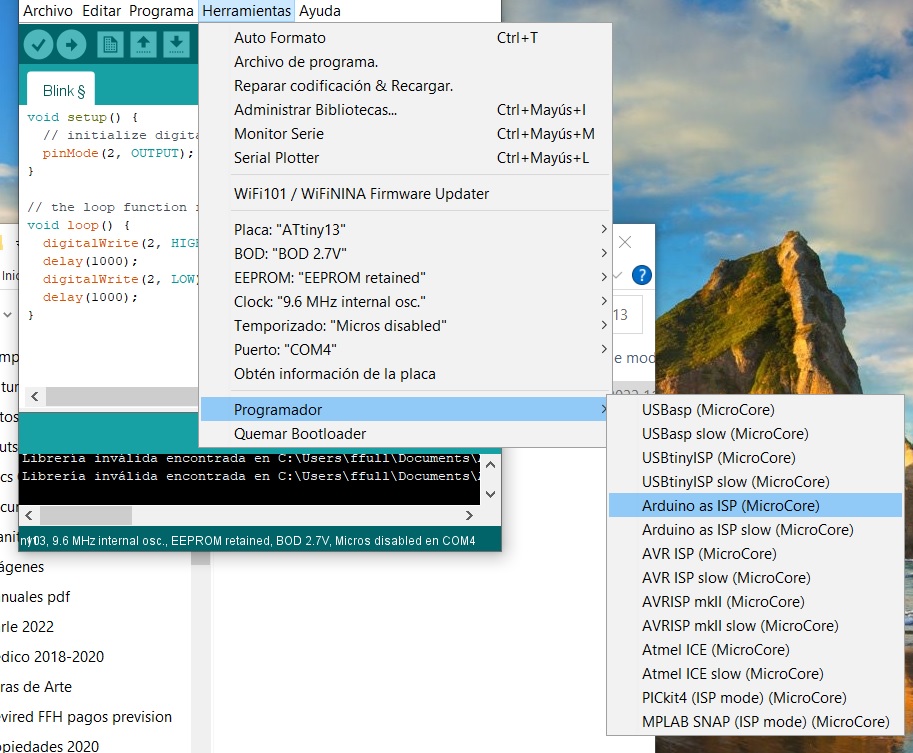 Archivo Editar Programa Herramientas Ayuda
Auto Formato Ctrl+T
Archivo de programa.
Reparar codificación & Recargar.
Administrar Bibliotecas... Ctrl+Mayús+I
Monitor Serie Ctrl+Mayús+M
Serial Plotter Ctrl+Mayús+L
WiFi101 / WiFiNINA Firmware Updater
Placa: "ATtiny13"
BOD: "BOD 2.7V"
EEPROM: "EEPROM retained"
Clock: "9.6 MHz internal osc."
Temporizado: "Micros disabled"
Puerto: "COM4"
Obtén información de la placa
Programador
Quemar Bootloader
USBasp (MicroCore)
USBasp slow (MicroCore)
USBtinyISP (MicroCore)
USBtinyISP slow (MicroCore)
Arduino as ISP (MicroCore)
Arduino as ISP slow (MicroCore)
AVR ISP (MicroCore)
AVR ISP slow (MicroCore)
AVRISP mkII (MicroCore)
AVRISP mkII slow (MicroCore)
Atmel ICE (MicroCore)
Atmel ICE slow (MicroCore)
PICkit4 (ISP mode) (MicroCore)
MPLAB SNAP (ISP mode) (MicroCore)
Blink §
void setup() {
// initialize digita
pinMode(2, OUTPUT);
}
// the loop function
void loop() {
digitalWrite(2, HIGH
delay(1000);
digitalWrite(2, LOW)
delay(1000);
}
Librería inválida encontrada en C:\Users\ffull\Documents\
Librería inválida encontrada en C:\Users\ffull\Documents\
13, 9.6 MHz internal osc., EEPROM retained, BOD 2.7V, Micros disabled en COM4
Inic
?
13
e mod
mp
tur
tos
uts
cs
cur
anit
ágenes
nuales pdf
rle 2022
dico 2018-2020
ras de Arte
vired FFH pagos prevision
opiedades 2020